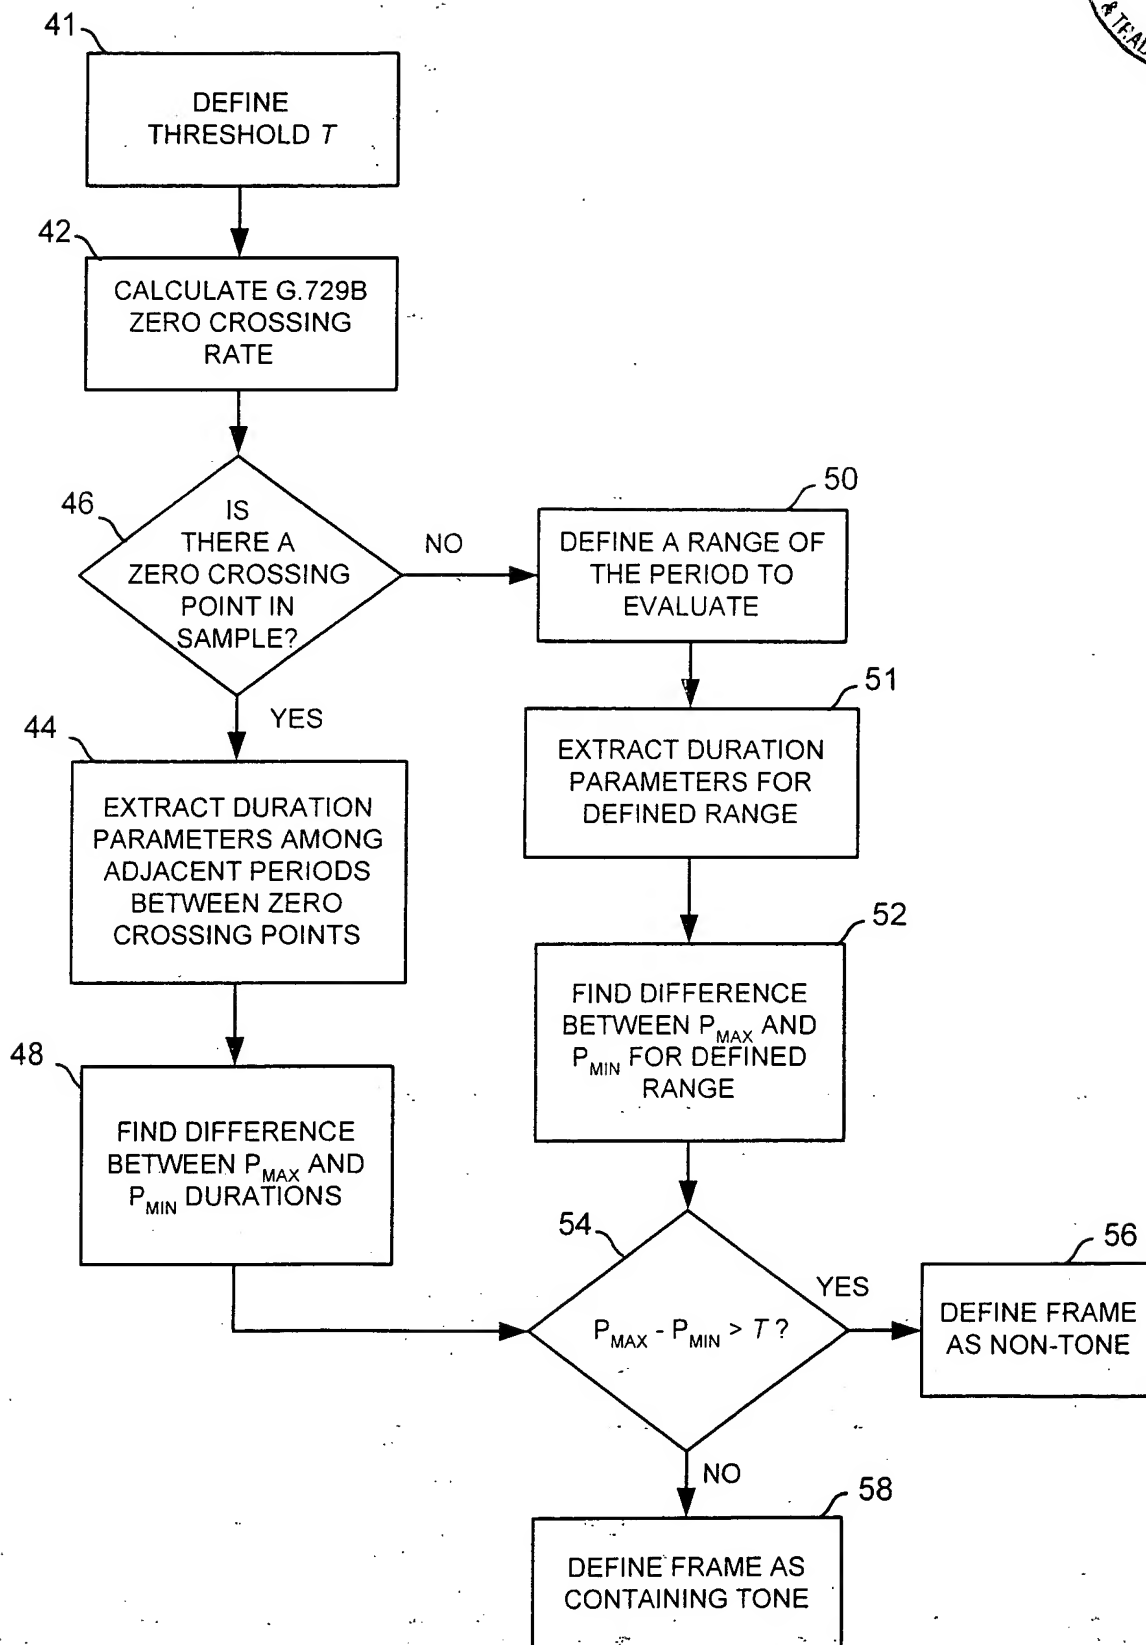 41
DEFINE
THRESHOLD T
42
CALCULATE G.729B
ZERO CROSSING
RATE
46
IS
THERE A
ZERO CROSSING
POINT IN
SAMPLE?
NO
YES
50
DEFINE A RANGE OF
THE PERIOD TO
EVALUATE
51
EXTRACT DURATION
PARAMETERS FOR
DEFINED RANGE
44
EXTRACT DURATION
PARAMETERS AMONG
ADJACENT PERIODS
BETWEEN ZERO
CROSSING POINTS
52
FIND DIFFERENCE
BETWEEN PMAX AND
PMIN FOR DEFINED
RANGE
48
FIND DIFFERENCE
BETWEEN PMAX AND
PMIN DURATIONS
54
PMAX - PMIN > T ?
YES
NO
56
DEFINE FRAME
AS NON-TONE
58
DEFINE FRAME AS
CONTAINING TONE